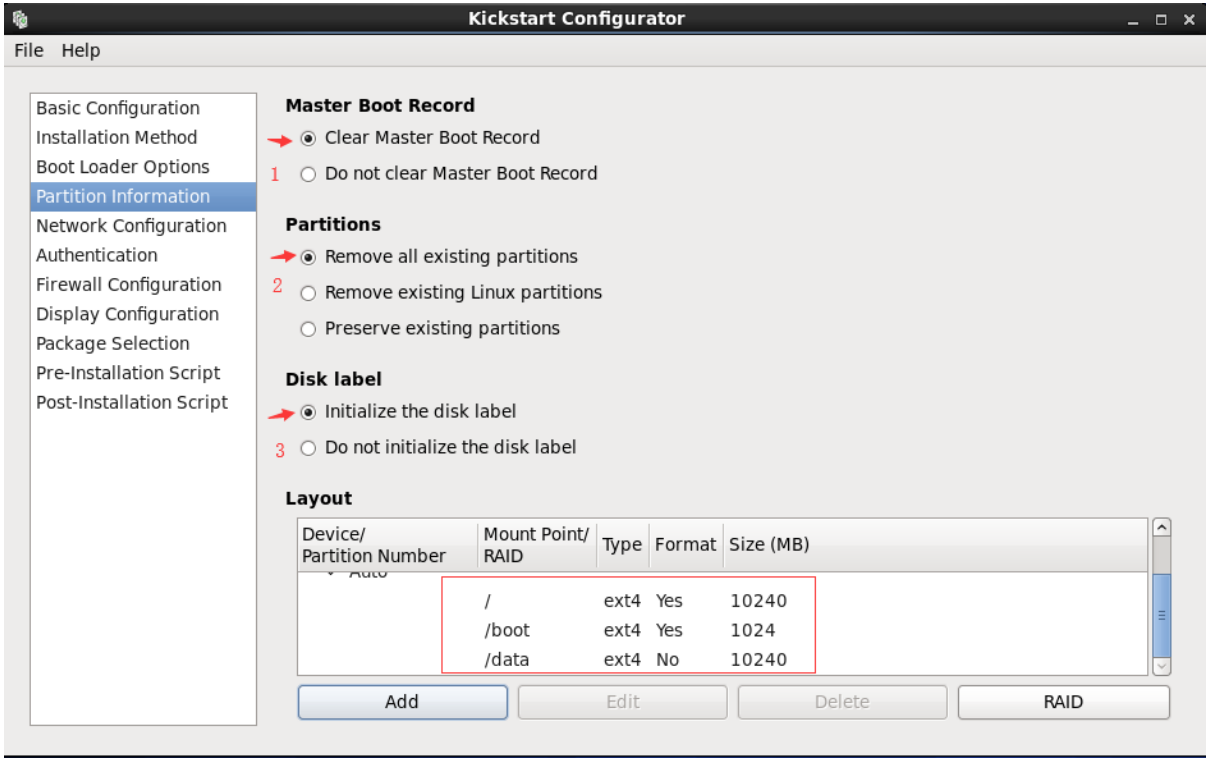 Kickstart Configurator
File Help
Basic Configuration
Installation Method
Boot Loader Options
Partition Information
Network Configuration
Authentication
Firewall Configuration
Display Configuration
Package Selection
Pre-Installation Script
Post-Installation Script
Master Boot Record
Clear Master Boot Record
1 Do not clear Master Boot Record
Partitions
Remove all existing partitions
2 Remove existing Linux partitions
Preserve existing partitions
Disk label
Initialize the disk label
3 Do not initialize the disk label
Layout
Device/ Mount Point/ Type Format Size (MB)
Partition Number RAID
Auto
/ ext4 Yes 10240
/boot ext4 Yes 1024
/data ext4 No 10240
Add Edit Delete RAID